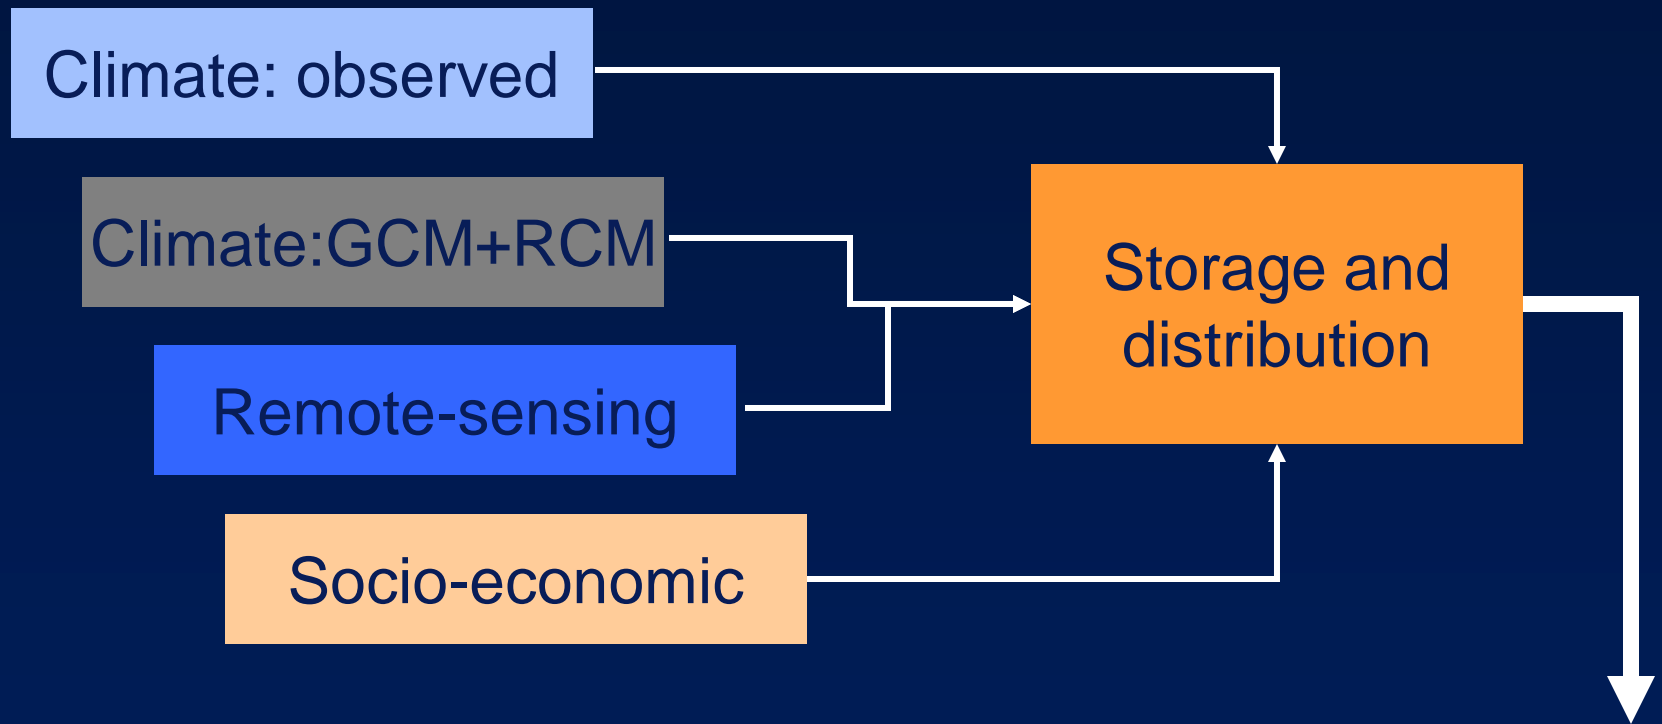 Climate: observed
Climate:GCM+RCM
Remote-sensing
Socio-economic
Storage and
distribution